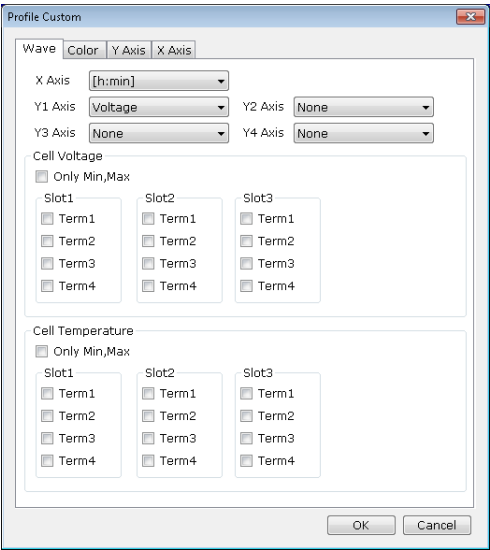 Profile Custom
Wave Color Y Axis X Axis
X Axis [h:min]
Y1 Axis Voltage Y2 Axis None
Y3 Axis None Y4 Axis None
Cell Voltage
Only Min,Max
Slot1 Slot2 Slot3
Term1 Term1 Term1
Term2 Term2 Term2
Term3 Term3 Term3
Term4 Term4 Term4
Cell Temperature
Only Min,Max
Slot1 Slot2 Slot3
Term1 Term1 Term1
Term2 Term2 Term2
Term3 Term3 Term3
Term4 Term4 Term4
OK Cancel